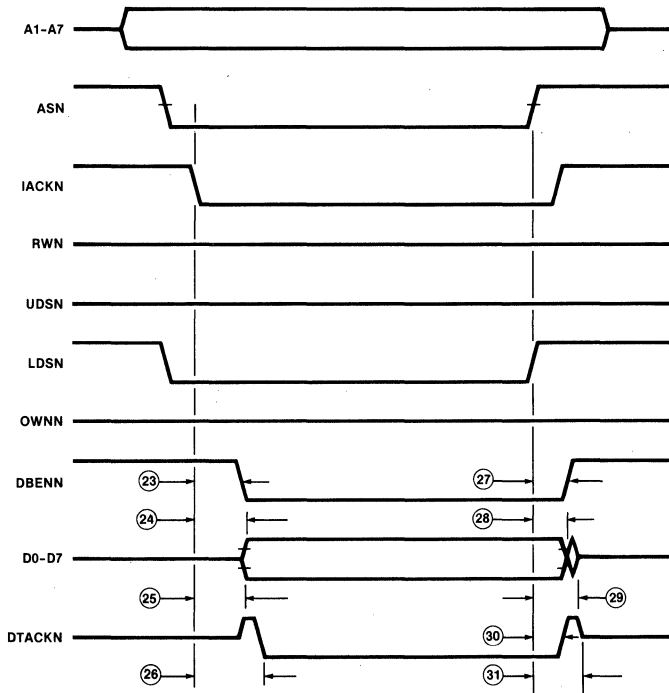 A1-A7
ASN
IACKN
RWN
UDSN
LDSN
OWNN
DBENN
23
27
24
28
D0-D7
25
29
DTACKN
30
26
31